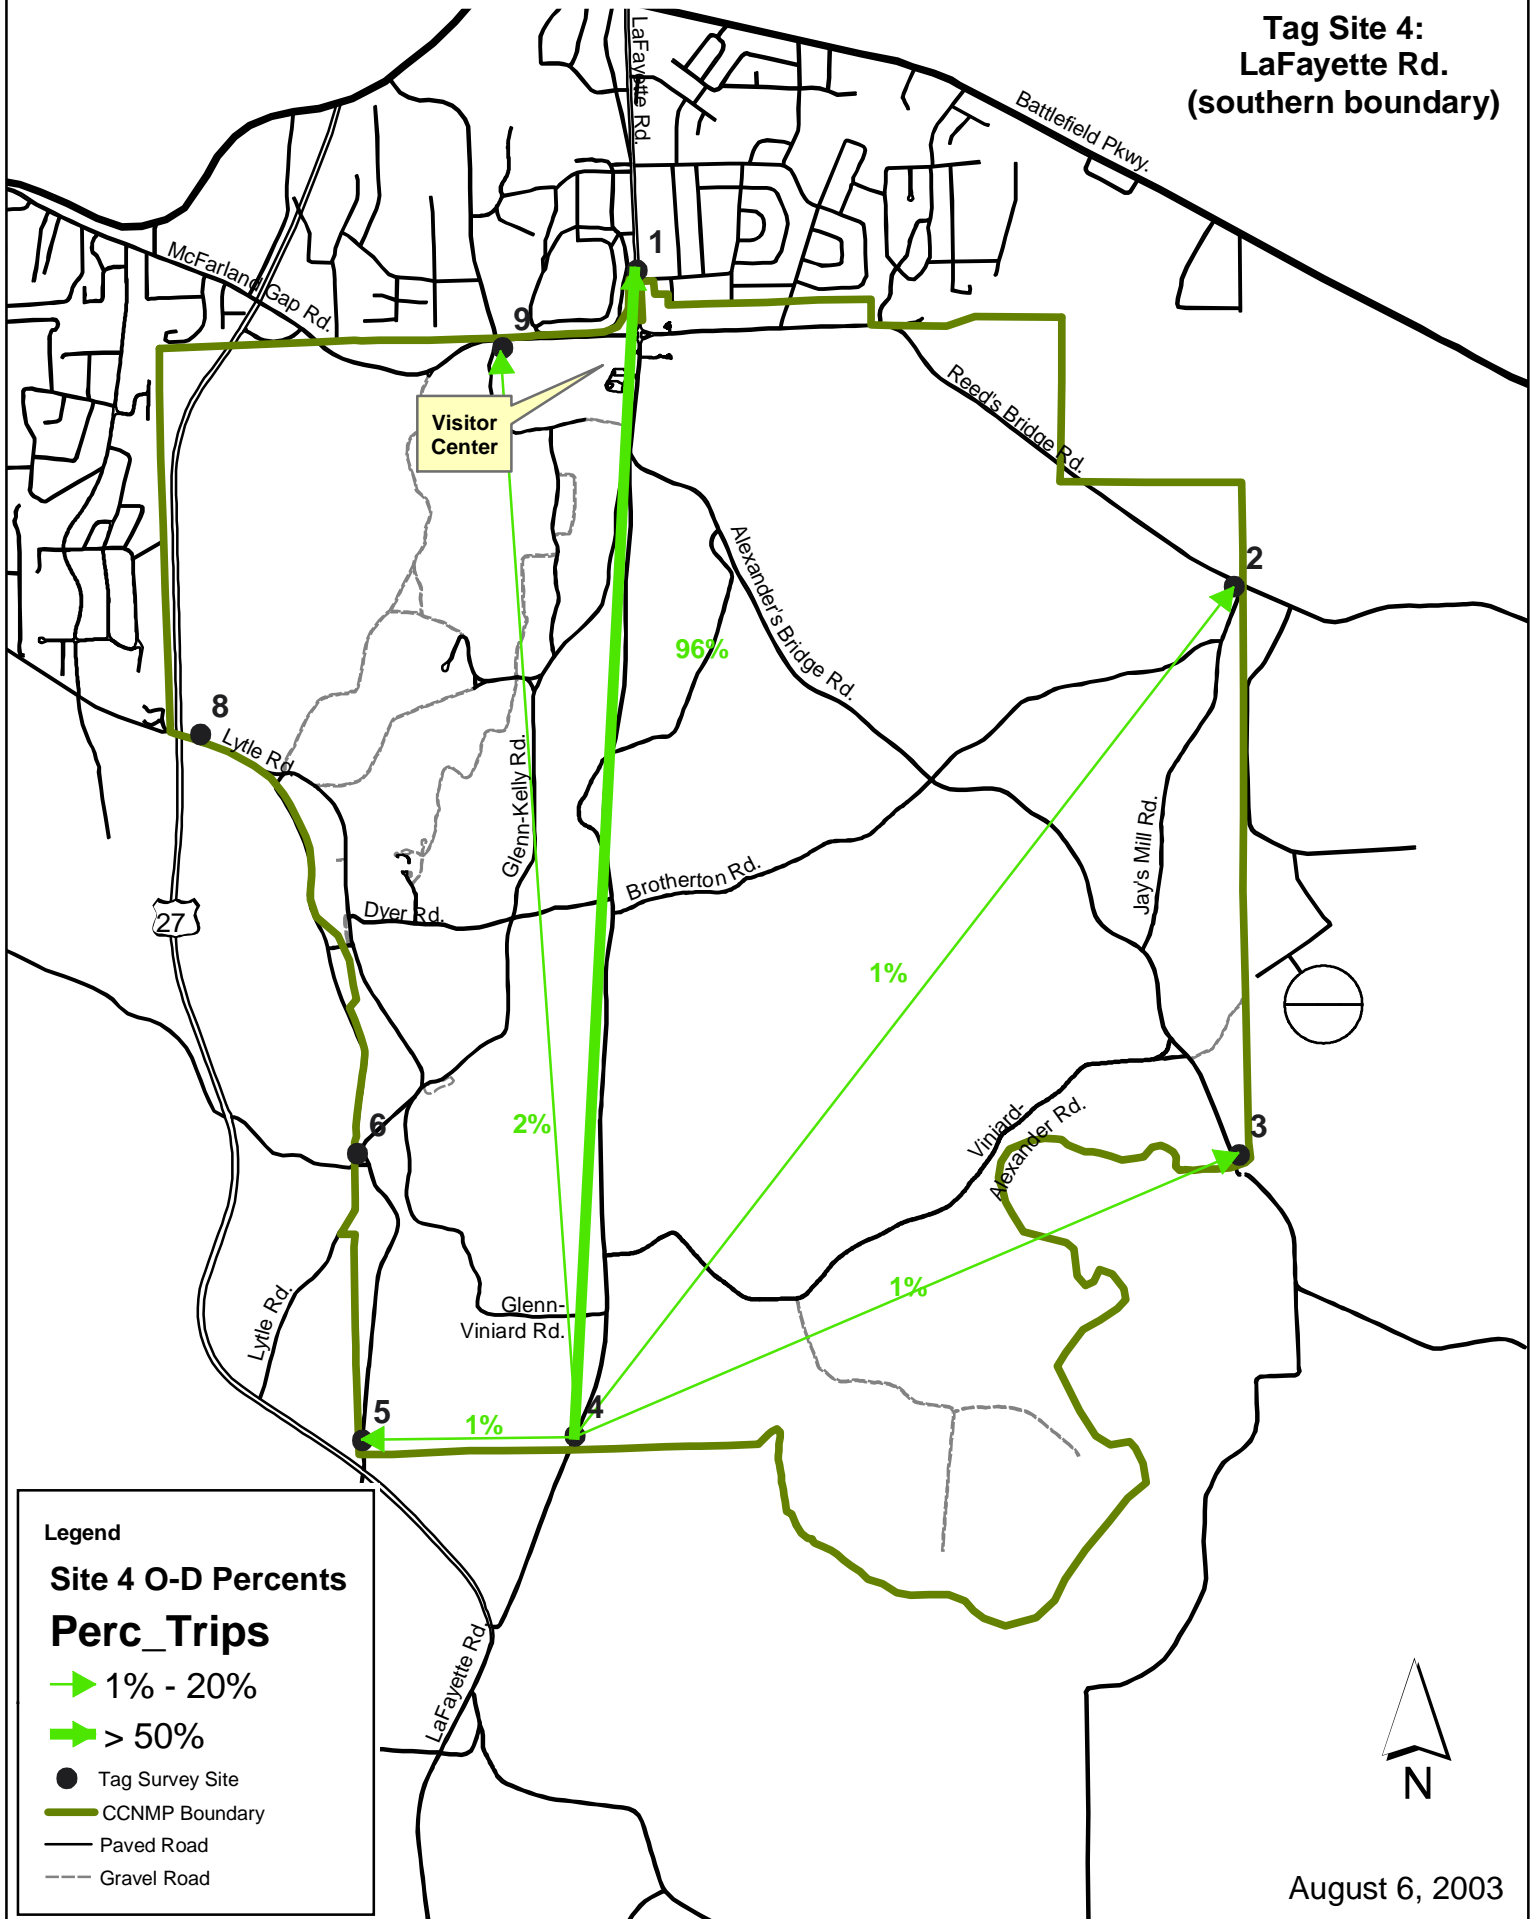 Tag Site 4:
LaFayette Rd.
(southern boundary)
LaFayette Rd.
Battlefield Pkwy.
1
McFarland Gap Rd.
9
Reed's Bridge Rd.
Visitor
Center
Alexander's Bridge Rd.
2
96%
8
Lytle Rd.
Glenn-Kelly Rd.
Jay's Mill Rd.
Brotherton Rd.
Dyer Rd.
27
1%
2%
6
Viniard-
Alexander Rd.
3
1%
Lytle Rd.
Glenn-
Viniard Rd.
5
1%
4
Legend
Site 4 O-D Percents
Perc_Trips
1% - 20%
> 50%
Tag Survey Site
CCNMP Boundary
Paved Road
Gravel Road
LaFayette Rd.
N
August 6, 2003